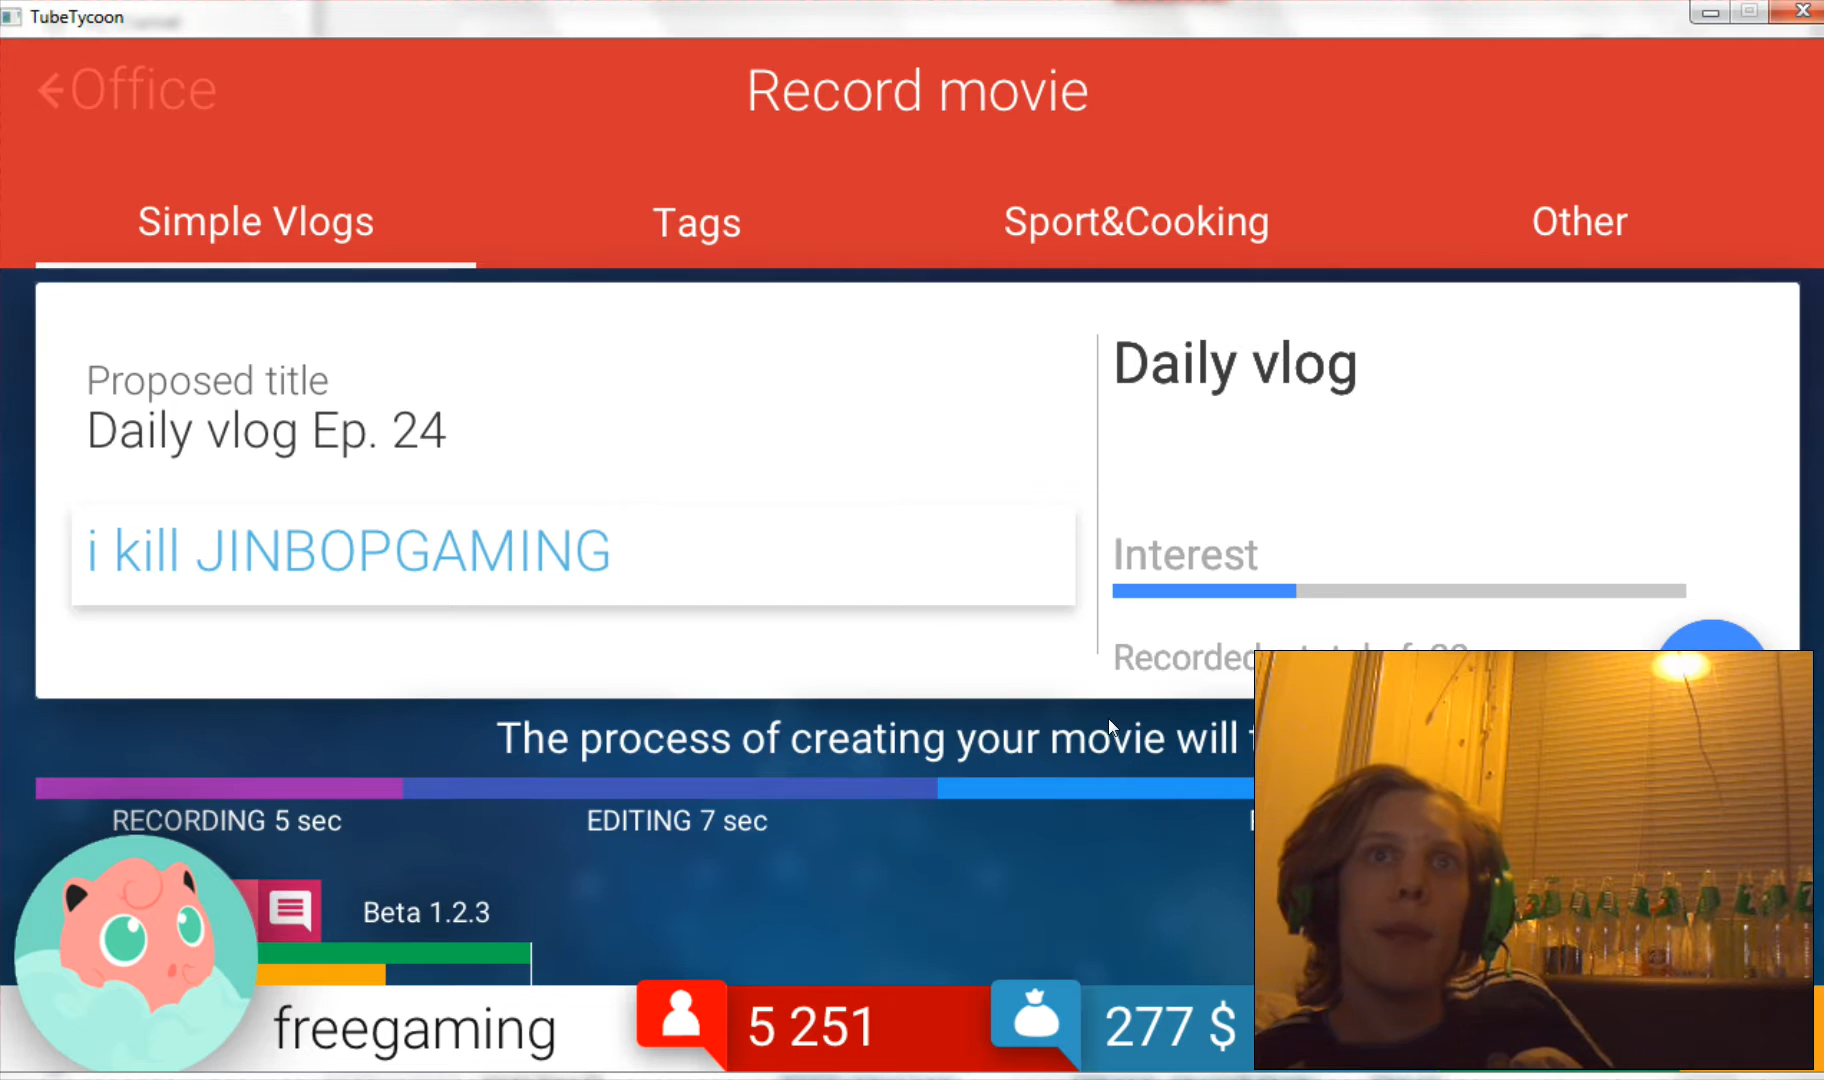 TubeTycoon
Office
Record movie
Simple Vlogs
Tags
Sport&Cooking
Other
Proposed title
Daily vlog Ep. 24
i kill JINBOPGAMING
Daily vlog
Interest
Recorded
The process of creating your movie will
RECORDING 5 sec
EDITING 7 sec
Beta 1.2.3
freegaming
5 251
277 $